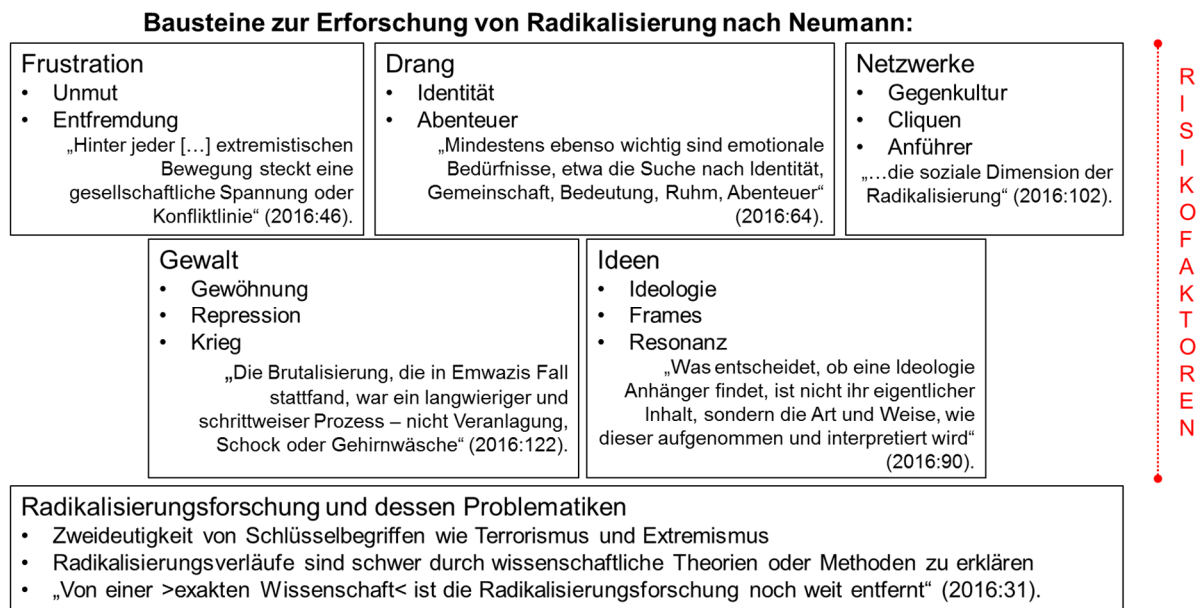 Bausteine zur Erforschung von Radikalisierung nach Neumann:
Frustration
• Unmut
• Entfremdung
„Hinter jeder […] extremistischen
Bewegung steckt eine
gesellschaftliche Spannung oder
Konfliktlinie“ (2016:46).
Drang
• Identität
• Abenteuer
„Mindestens ebenso wichtig sind emotionale
Bedürfnisse, etwa die Suche nach Identität,
Gemeinschaft, Bedeutung, Ruhm, Abenteuer“
(2016:64).
Netzwerke
• Gegenkultur
• Cliquen
• Anführer
„…die soziale Dimension der
Radikalisierung“ (2016:102).
Gewalt
• Gewöhnung
• Repression
• Krieg
„Die Brutalisierung, die in Emwazis Fall
stattfand, war ein langwieriger und
schrittweiser Prozess – nicht Veranlagung,
Schock oder Gehirnwäsche“ (2016:122).
Ideen
• Ideologie
• Frames
• Resonanz
„Was entscheidet, ob eine Ideologie
Anhänger findet, ist nicht ihr eigentlicher
Inhalt, sondern die Art und Weise, wie
dieser aufgenommen und interpretiert wird“
(2016:90).
RISIKOFAKTOREN
Radikalisierungsforschung und dessen Problematiken
• Zweideutigkeit von Schlüsselbegriffen wie Terrorismus und Extremismus
• Radikalisierungsverläufe sind schwer durch wissenschaftliche Theorien oder Methoden zu erklären
• „Von einer >exakten Wissenschaft< ist die Radikalisierungsforschung noch weit entfernt“ (2016:31).